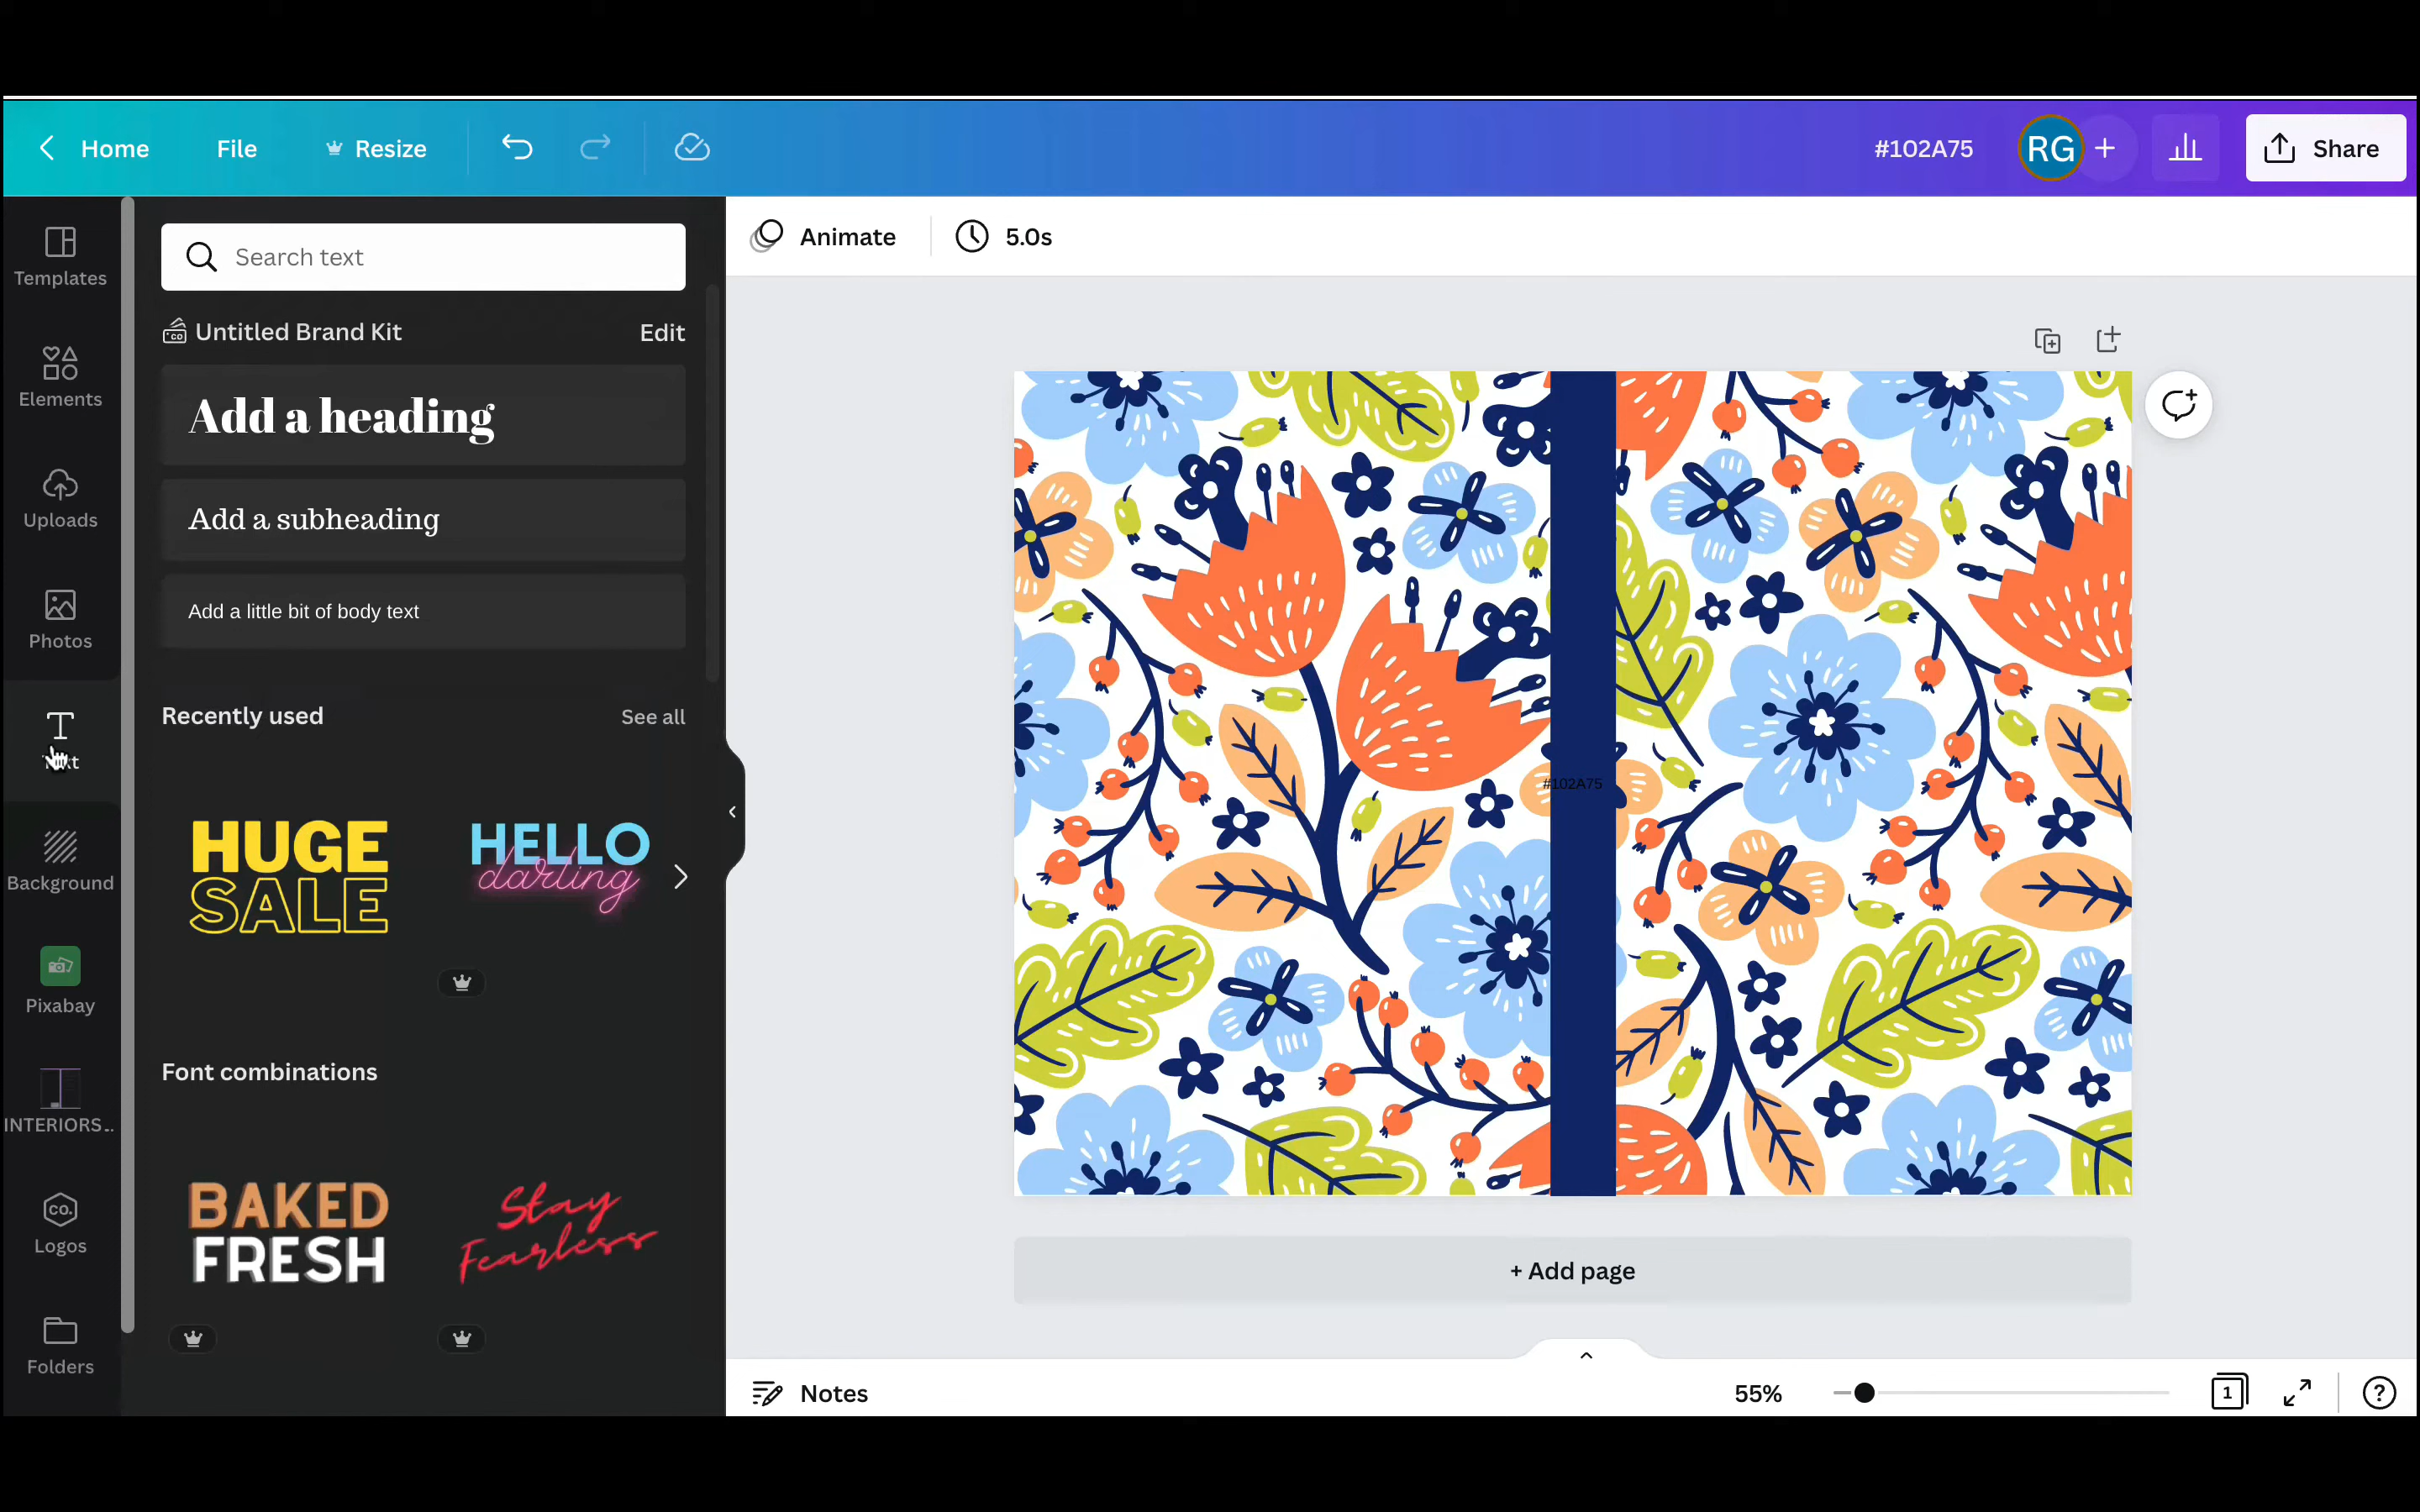 Home File Resize #102A75 RG + Share
Templates
Elements
Uploads
Photos
Background
Pixabay
INTERIORS...
co.
Logos
Folders
Search text
Untitled Brand Kit Edit
Add a heading
Add a subheading
Add a little bit of body text
Recently used See all
HUGE
SALE
HELLO
darling
Font combinations
BAKED
FRESH
Stay
Fearless
Animate 5.0s
#102A75
+ Add page
Notes 55% 1 ?